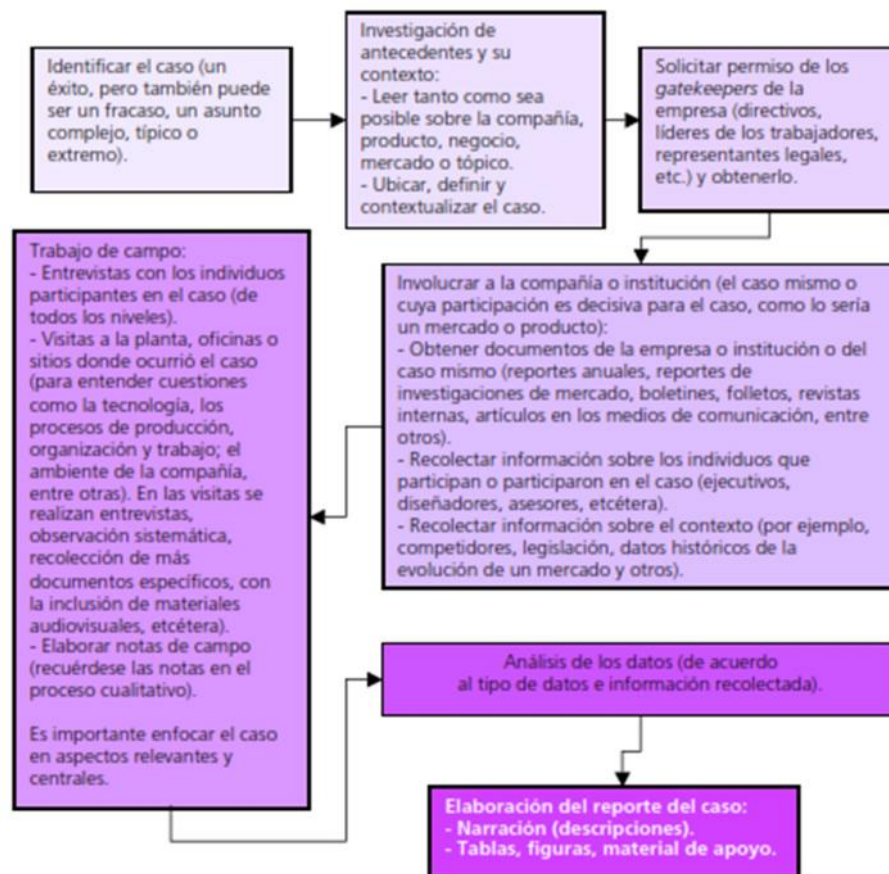 Identificar el caso (un
éxito, pero también puede
ser un fracaso, un asunto
complejo, típico o
extremo).
Investigación de
antecedentes y su
contexto:
- Leer tanto como sea
posible sobre la compañía,
producto, negocio,
mercado o tópico.
- Ubicar, definir y
contextualizar el caso.
Solicitar permiso de los
gatekeepers de la
empresa (directivos,
líderes de los trabajadores,
representantes legales,
etc.) y obtenerlo.
Involucrar a la compañía o institución (el caso mismo o
cuya participación es decisiva para el caso, como lo sería
un mercado o producto):
- Obtener documentos de la empresa o institución o del
caso mismo (reportes anuales, reportes de
investigaciones de mercado, boletines, folletos, revistas
internas, artículos en los medios de comunicación, entre
otros).
- Recolectar información sobre los individuos que
participan o participaron en el caso (ejecutivos,
diseñadores, asesores, etcétera).
- Recolectar información sobre el contexto (por ejemplo,
competidores, legislación, datos históricos de la
evolución de un mercado y otros).
Trabajo de campo:
- Entrevistas con los individuos
participantes en el caso (de
todos los niveles).
- Visitas a la planta, oficinas o
sitios donde ocurrió el caso
(para entender cuestiones
como la tecnología, los
procesos de producción,
organización y trabajo; el
ambiente de la compañía,
entre otras). En las visitas se
realizan entrevistas,
observación sistemática,
recolección de más
documentos específicos, con
la inclusión de materiales
audiovisuales, etcétera).
- Elaborar notas de campo
(recuérdese las notas en el
proceso cualitativo).
Es importante enfocar el caso
en aspectos relevantes y
centrales.
Análisis de los datos (de acuerdo
al tipo de datos e información recolectada).
Elaboración del reporte del caso:
- Narración (descripciones).
- Tablas, figuras, material de apoyo.